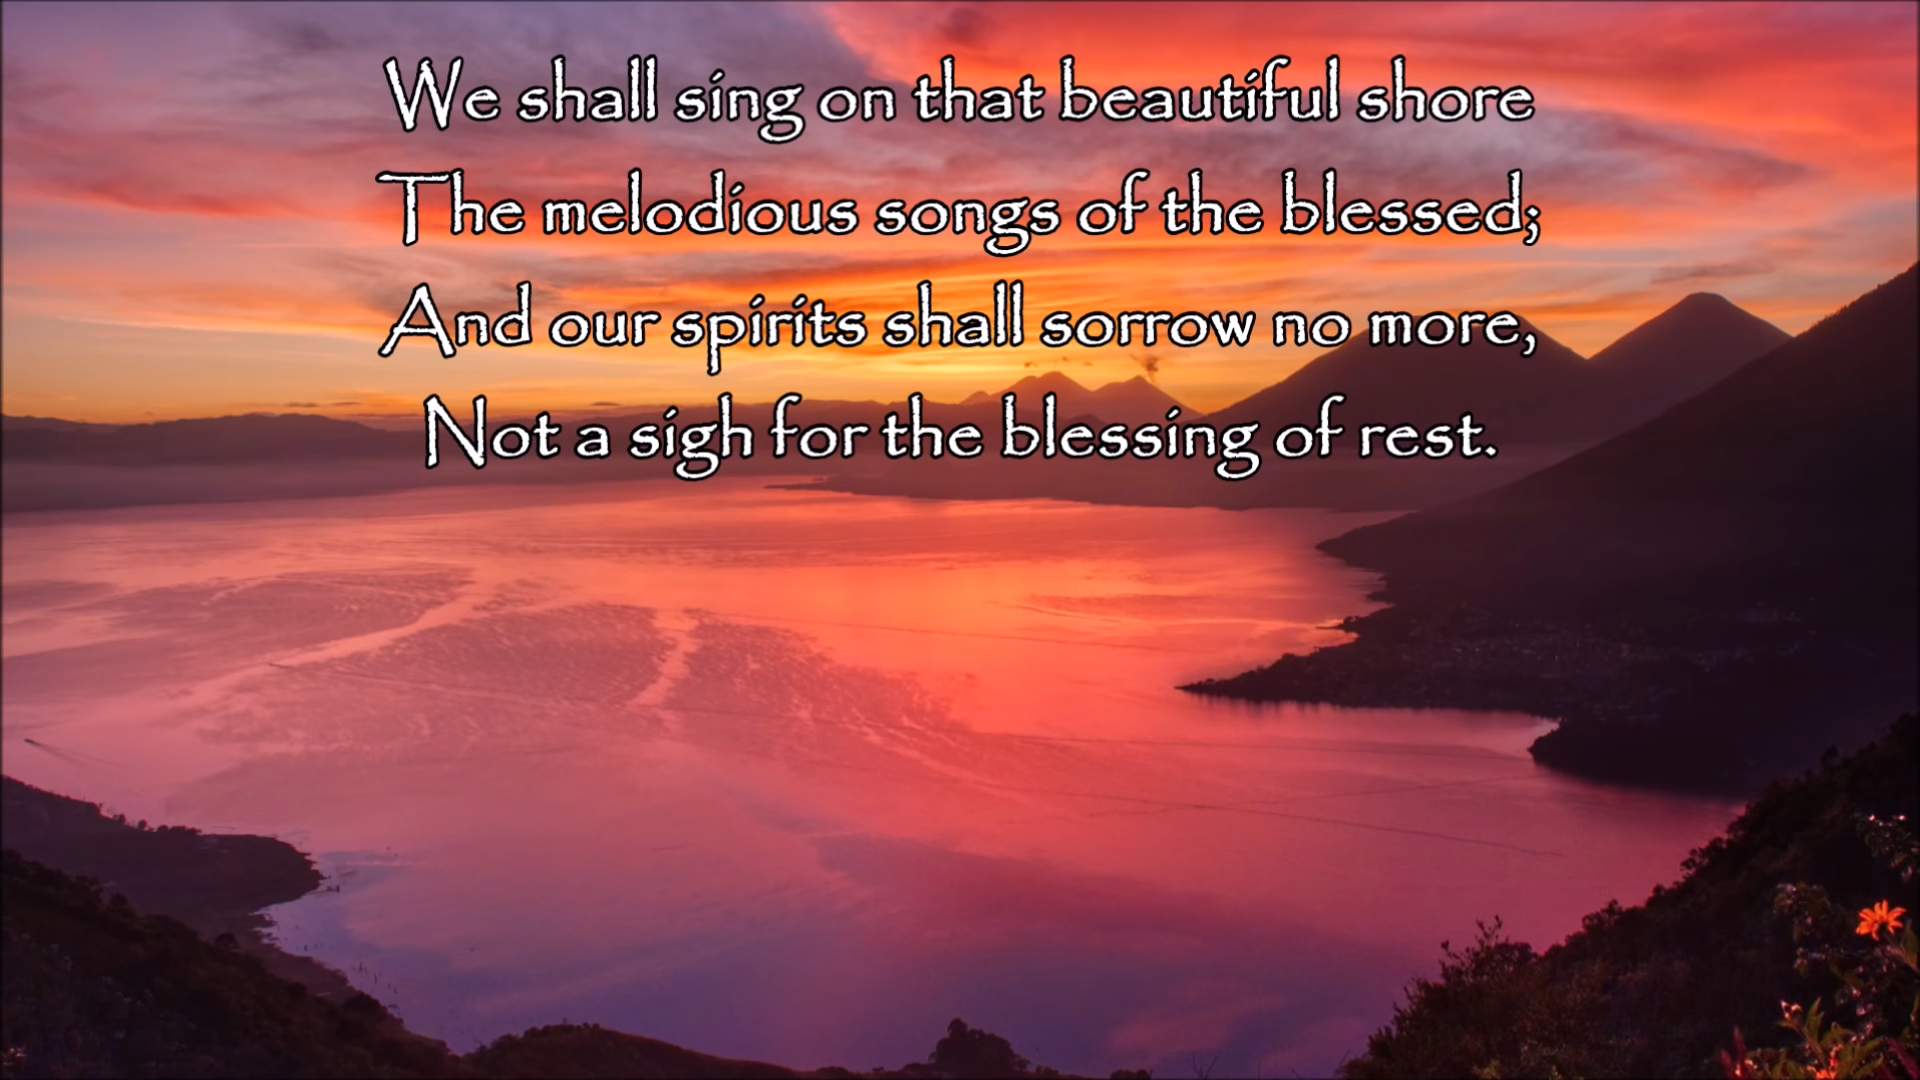 We shall sing on that beautiful shore
The melodious songs of the blessed;
And our spirits shall sorrow no more,
Not a sigh for the blessing of rest.